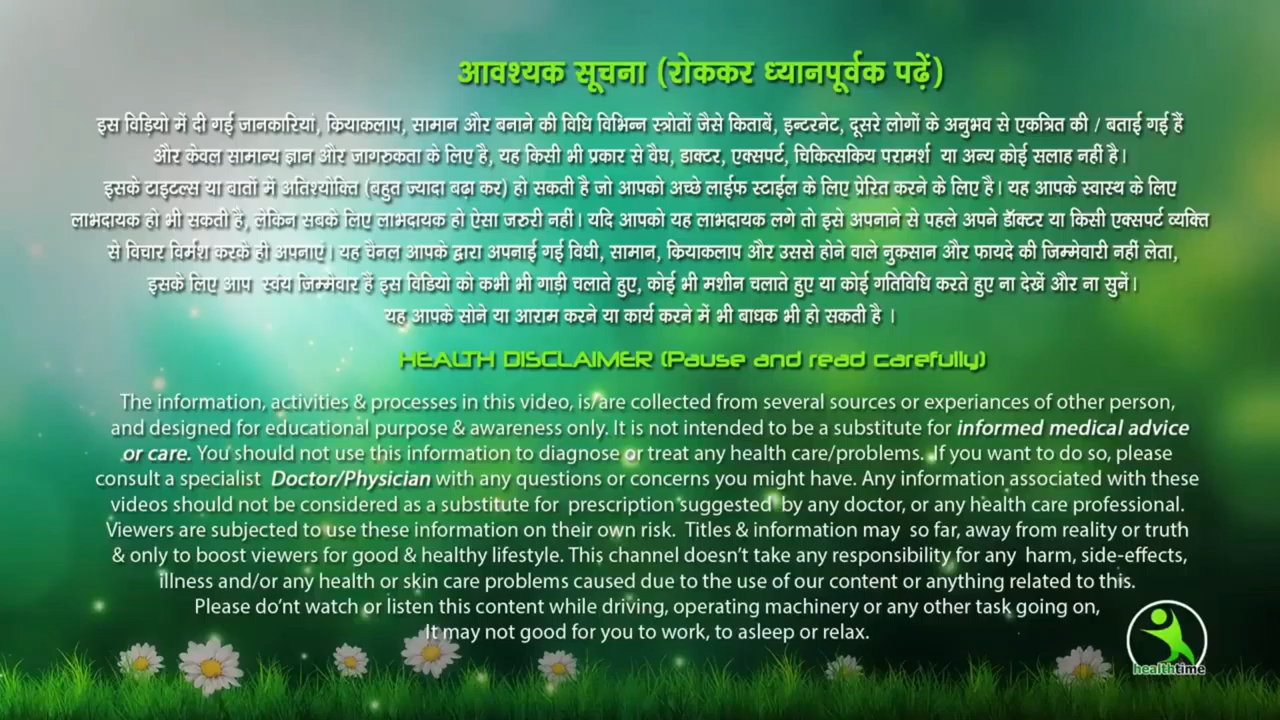 आवश्यक सूचना (रोककर ध्यानपूर्वक पढ़ें)
इस विड़ियो में दी गई जानकारियां, क्रियाकलाप, सामान और बनाने की विधि विभिन्न स्त्रोतों जैसे किताबें, इन्टरनेट, दूसरे लोगों के अनुभव से एकत्रित की / बताई गई हैं
और केवल सामान्य ज्ञान और जागरुकता के लिए है, यह किसी भी प्रकार से वैघ, डाक्टर, एक्सपर्ट, चिकित्सकिय परामर्श या अन्य कोई सलाह नहीं है।
इसके टाइटल्स या बातों में अतिश्योक्ति (बहुत ज्यादा बढ़ा कर) हो सकती है जो आपको अच्छे लाईफ स्टाईल के लिए प्रेरित करने के लिए है। यह आपके स्वास्थ के लिए
लाभदायक हो भी सकती है, लेकिन सबके लिए लाभदायक हो ऐसा जरुरी नहीं। यदि आपको यह लाभदायक लगे तो इसे अपनाने से पहले अपने डॅाक्टर या किसी एक्सपर्ट व्यक्ति
से विचार विर्मश करके ही अपनाएं। यह चैनल आपके द्वारा अपनाई गई विधी, सामान, क्रियाकलाप और उससे होने वाले नुकसान और फायदे की जिम्मेवारी नहीं लेता,
इसके लिए आप स्वंय जिम्मेवार हैं इस विडियो को कभी भी गाड़ी चलाते हुए, कोई भी मशीन चलाते हुए या कोई गतिविधि करते हुए ना देखें और ना सुनें।
यह आपके सोने या आराम करने या कार्य करने में भी बाधक भी हो सकती है ।
HEALTH DISCLAIMER (Pause and read carefully)
The information, activities & processes in this video, is/are collected from several sources or experiances of other person,
and designed for educational purpose & awareness only. It is not intended to be a substitute for informed medical advice
or care. You should not use this information to diagnose or treat any health care/problems. If you want to do so, please
consult a specialist Doctor/Physician with any questions or concerns you might have. Any information associated with these
videos should not be considered as a substitute for prescription suggested by any doctor, or any health care professional.
Viewers are subjected to use these information on their own risk. Titles & information may so far, away from reality or truth
& only to boost viewers for good & healthy lifestyle. This channel doesn't take any responsibility for any harm, side-effects,
illness and/or any health or skin care problems caused due to the use of our content or anything related to this.
Please do'nt watch or listen this content while driving, operating machinery or any other task going on,
It may not good for you to work, to asleep or relax.
healthtime